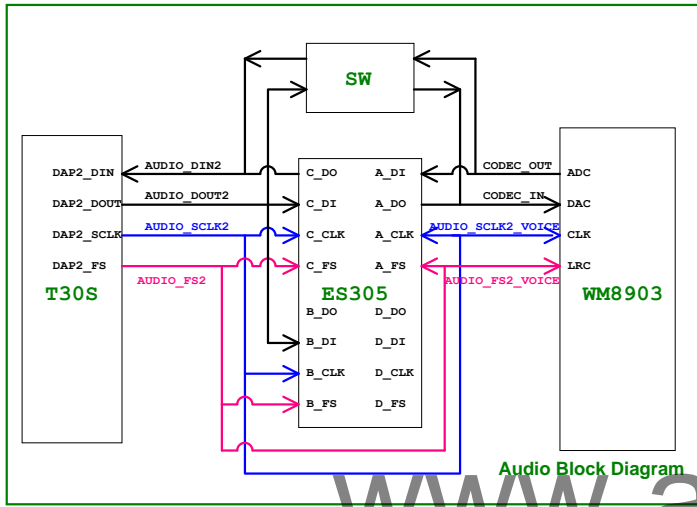 SW
DAP2_DIN AUDIO_DIN2 C_DO A_DI CODEC_OUT ADC
DAP2_DOUT AUDIO_DOUT2 C_DI A_DO CODEC_IN DAC
DAP2_SCLK AUDIO_SCLK2 C_CLK A_CLK AUDIO_SCLK2_VOICE CLK
DAP2_FS AUDIO_FS2 C_FS A_FS AUDIO_FS2_VOICE LRC
T30S ES305 WM8903
B_DO D_DO
B_DI D_DI
B_CLK D_CLK
B_FS D_FS
Audio Block Diagram